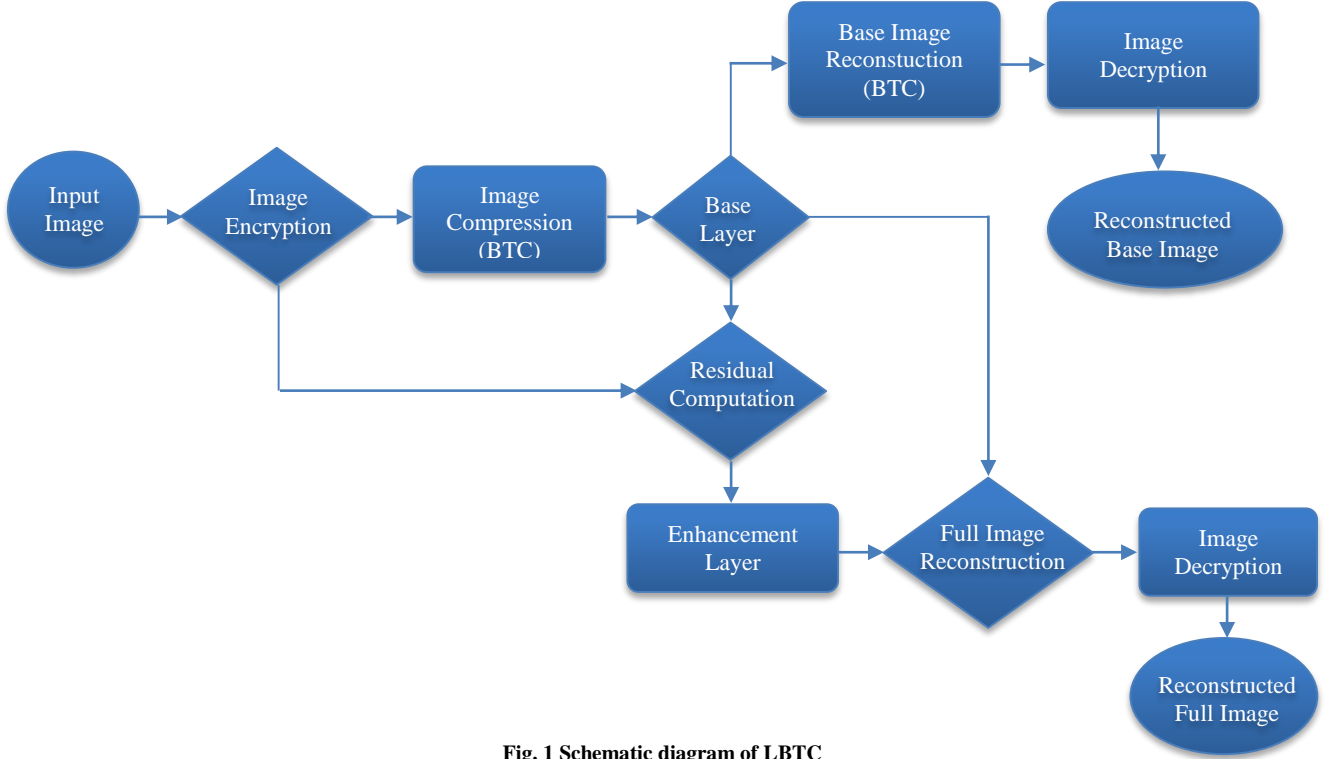 Input
Image
Image
Encryption
Image
Compression
(BTC)
Base
Layer
Base Image
Reconstuction
(BTC)
Image
Decryption
Reconstructed
Base Image
Residual
Computation
Enhancement
Layer
Full Image
Reconstruction
Image
Decryption
Reconstructed
Full Image
Fig. 1 Schematic diagram of LBTC